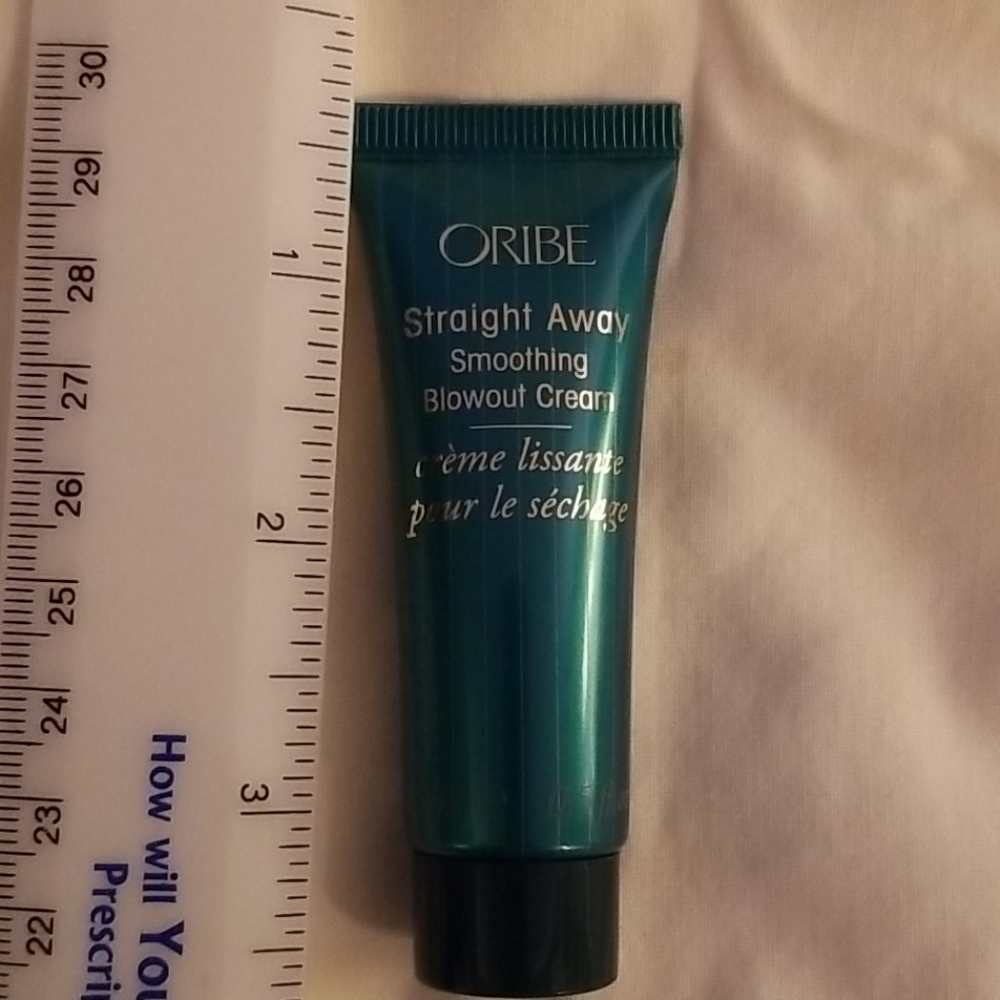 ORIBE
Straight Away
Smoothing
Blowout Cream
crème lissante
pour le séchage
30
29
28
27
26
25
24
23
22
1
2
3
How will You